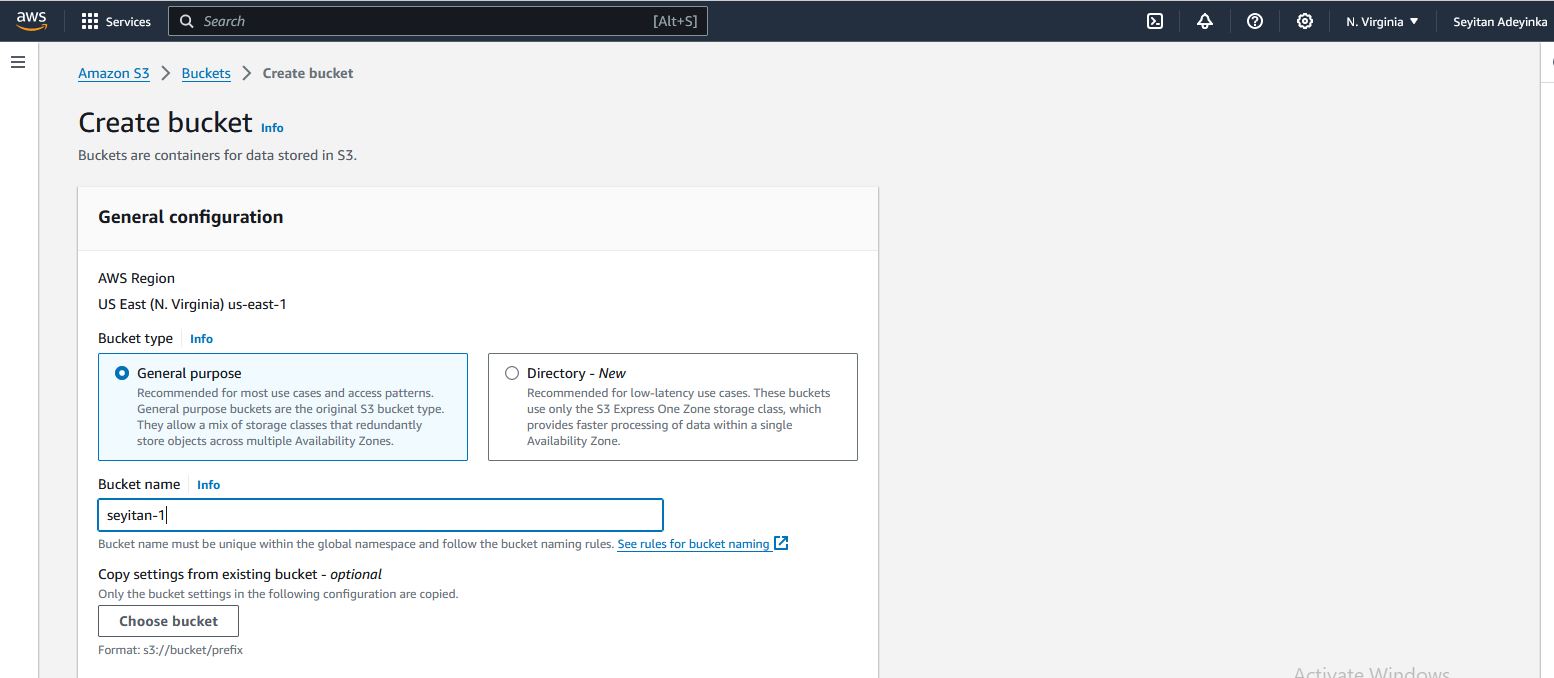 aws
Services
Search [Alt+S]
N. Virginia
Seyitan Adeyinka
Amazon S3 Buckets Create bucket
Create bucket Info
Buckets are containers for data stored in S3.
General configuration
AWS Region
US East (N. Virginia) us-east-1
Bucket type Info
General purpose
Recommended for most use cases and access patterns.
General purpose buckets are the original S3 bucket type.
They allow a mix of storage classes that redundantly
store objects across multiple Availability Zones.
Directory - New
Recommended for low-latency use cases. These buckets
use only the S3 Express One Zone storage class, which
provides faster processing of data within a single
Availability Zone.
Bucket name Info
seyitan-1
Bucket name must be unique within the global namespace and follow the bucket naming rules. See rules for bucket naming
Copy settings from existing bucket - optional
Only the bucket settings in the following configuration are copied.
Choose bucket
Format: s3://bucket/prefix
Activate Windows